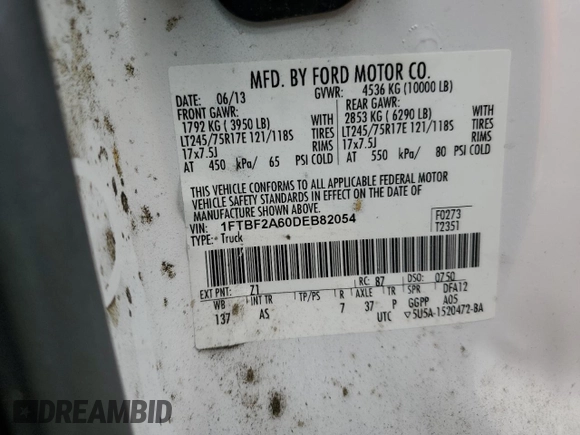 MFD. BY FORD MOTOR CO.
DATE: 06/13 GVWR: 4536 KG (10000 LB)
FRONT GAWR: REAR GAWR:
1792 KG ( 3950 LB) WITH 2853 KG ( 6290 LB) WITH
LT245/75R17E 121/118S TIRES LT245/75R17E 121/118S TIRES
17x7.5J RIMS 17x7.5J RIMS
AT 450 kPa/ 65 PSI COLD AT 550 kPa/ 80 PSI COLD
THIS VEHICLE CONFORMS TO ALL APPLICABLE FEDERAL MOTOR
VEHICLE SAFETY STANDARDS IN EFFECT ON THE DATE OF
MANUFACTURE SHOWN ABOVE.
VIN: 1FTBF2A60DEB82054 F0273
TYPE: Truck T2351
EXT PNT: Z1 RC: 87 DSO: 0750
WB INT TR TP/PS R AXLE TR SPR DFA12
137 AS 7 37 P GGPP A05
UTC ▽5U5A-1520472-BA
DREAMBID